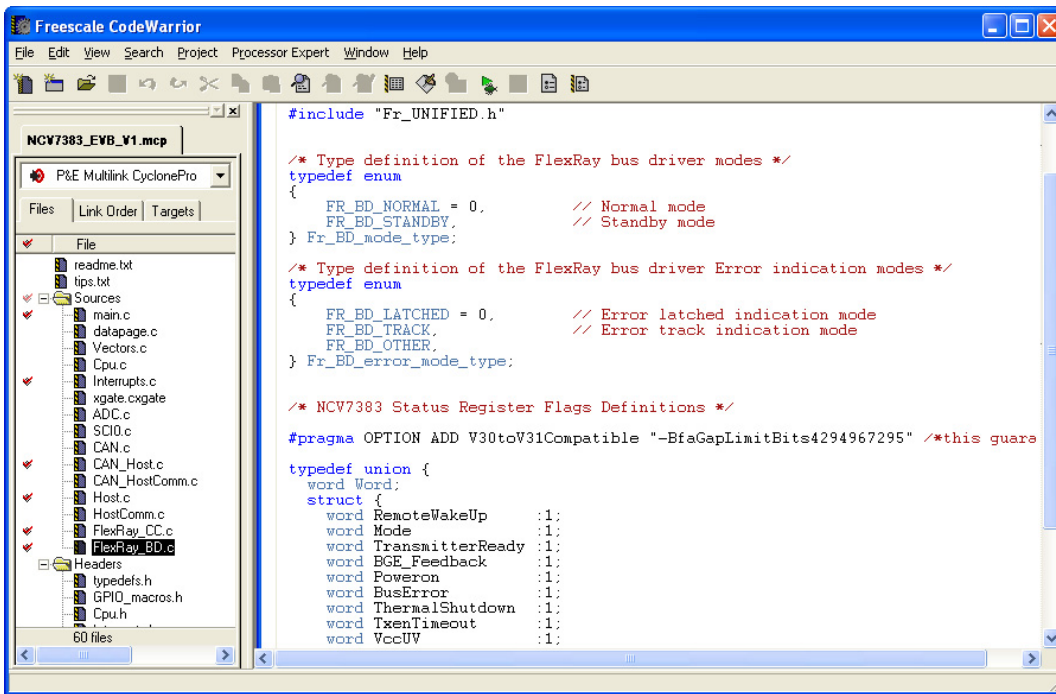 Freescale CodeWarrior
File Edit View Search Project Processor Expert Window Help
NCV7383_EVB_V1.mcp
P&E Multilink CyclonePro
Files Link Order Targets
File
readme.txt
tips.txt
Sources
main.c
datapage.c
Vectors.c
Cpu.c
Interrupts.c
xgate.cxgate
ADC.c
SCI0.c
CAN.c
CAN_Host.c
CAN_HostComm.c
Host.c
HostComm.c
FlexRay_CC.c
FlexRay_BD.c
Headers
typedefs.h
GPIO_macros.h
Cpu.h
60 files
#include "Fr_UNIFIED.h"
/* Type definition of the FlexRay bus driver modes */
typedef enum
{
FR_BD_NORMAL = 0, // Normal mode
FR_BD_STANDBY, // Standby mode
} Fr_BD_mode_type;
/* Type definition of the FlexRay bus driver Error indication modes */
typedef enum
{
FR_BD_LATCHED = 0, // Error latched indication mode
FR_BD_TRACK, // Error track indication mode
FR_BD_OTHER,
} Fr_BD_error_mode_type;
/* NCV7383 Status Register Flags Definitions */
#pragma OPTION ADD V30toV31Compatible "-BfaGapLimitBits4294967295" /*this guara
typedef union {
word Word;
struct {
word RemoteWakeUp :1;
word Mode :1;
word TransmitterReady :1;
word BGE_Feedback :1;
word Poweron :1;
word BusError :1;
word ThermalShutdown :1;
word TxenTimeout :1;
word VccUV :1;